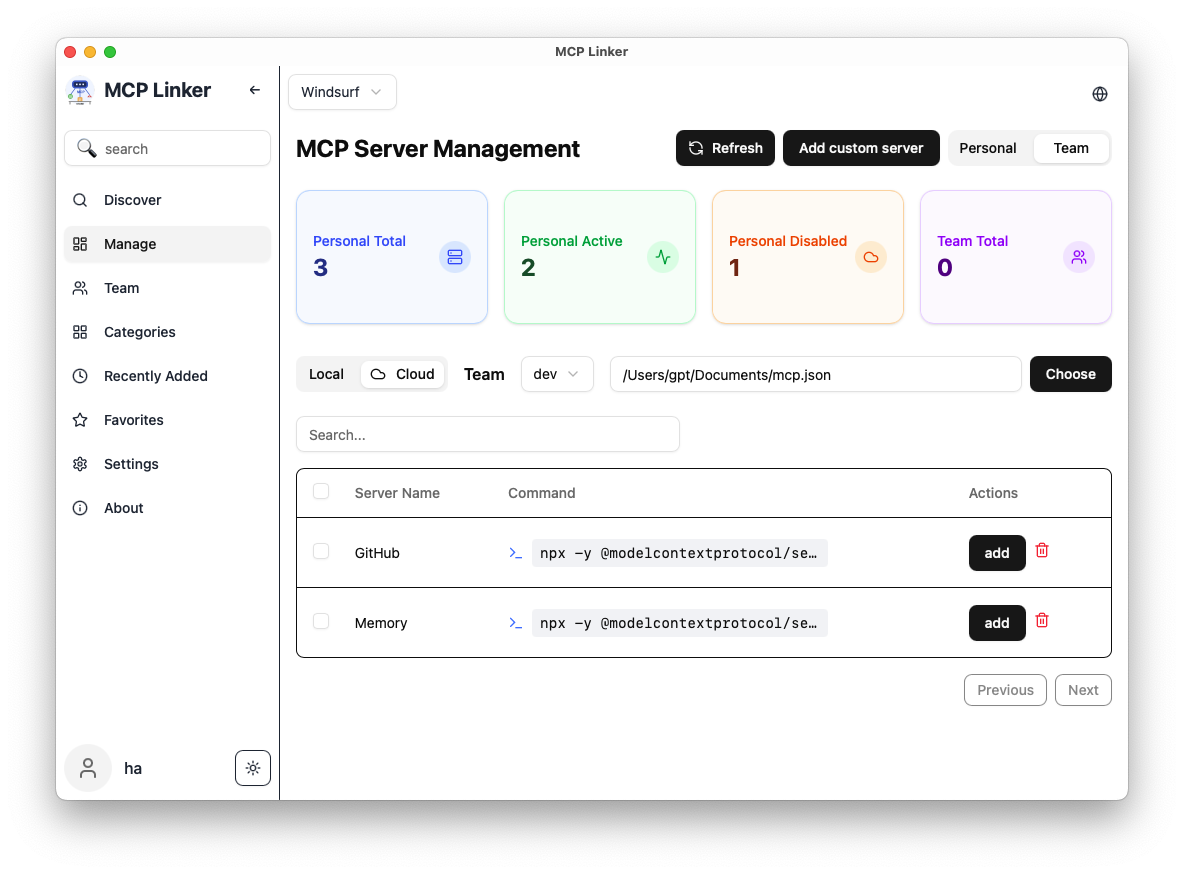 MCP Linker
MCP Linker
search
Discover
Manage
Team
Categories
Recently Added
Favorites
Settings
About
ha
Windsurf
MCP Server Management
Refresh
Add custom server
Personal
Team
Personal Total
3
Personal Active
2
Personal Disabled
1
Team Total
0
Local
Cloud
Team
dev
/Users/gpt/Documents/mcp.json
Choose
Search...
Server Name
Command
Actions
GitHub
npx -y @modelcontextprotocol/se…
add
Memory
npx -y @modelcontextprotocol/se…
add
Previous
Next